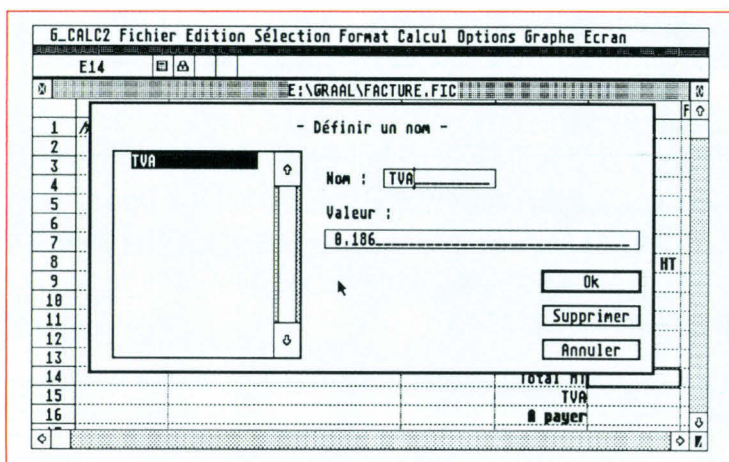 G_CALC2 Fichier Edition Sélection Format Calcul Options Graphe Ecran
E14
E:\GRAAL\FACTURE.FIC
F
- Définir un nom -
TVA
Nom : TVA
Valeur :
0.186
Ok
Supprimer
Annuler
1
2
3
4
5
6
7
8 HT
9
10
11
12
13
14 Total HT
15 TVA
16 A payer